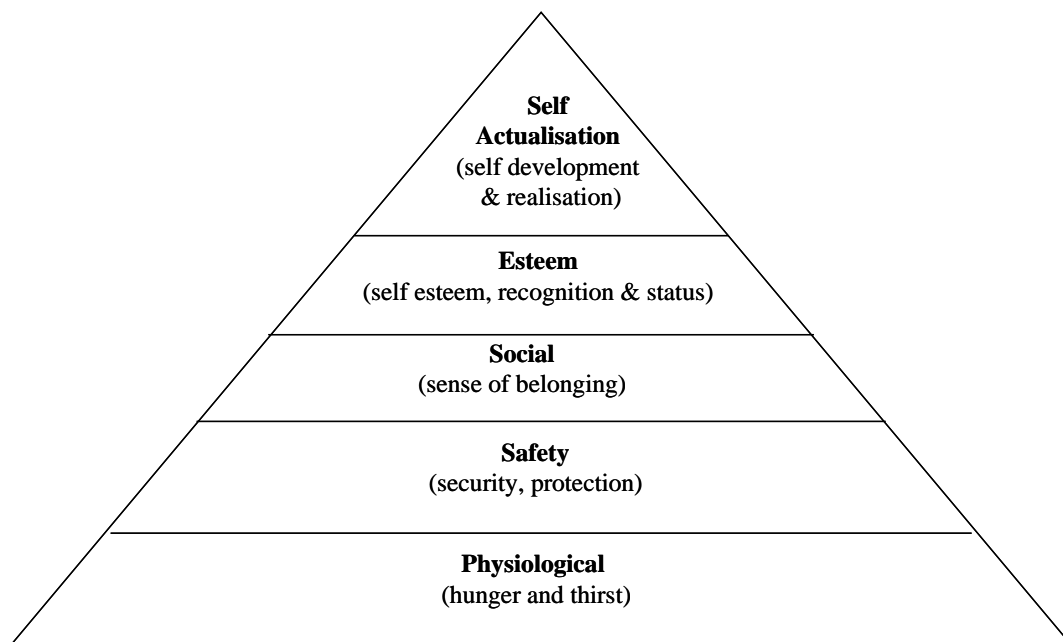 Self
Actualisation
(self development
& realisation)
Esteem
(self esteem, recognition & status)
Social
(sense of belonging)
Safety
(security, protection)
Physiological
(hunger and thirst)